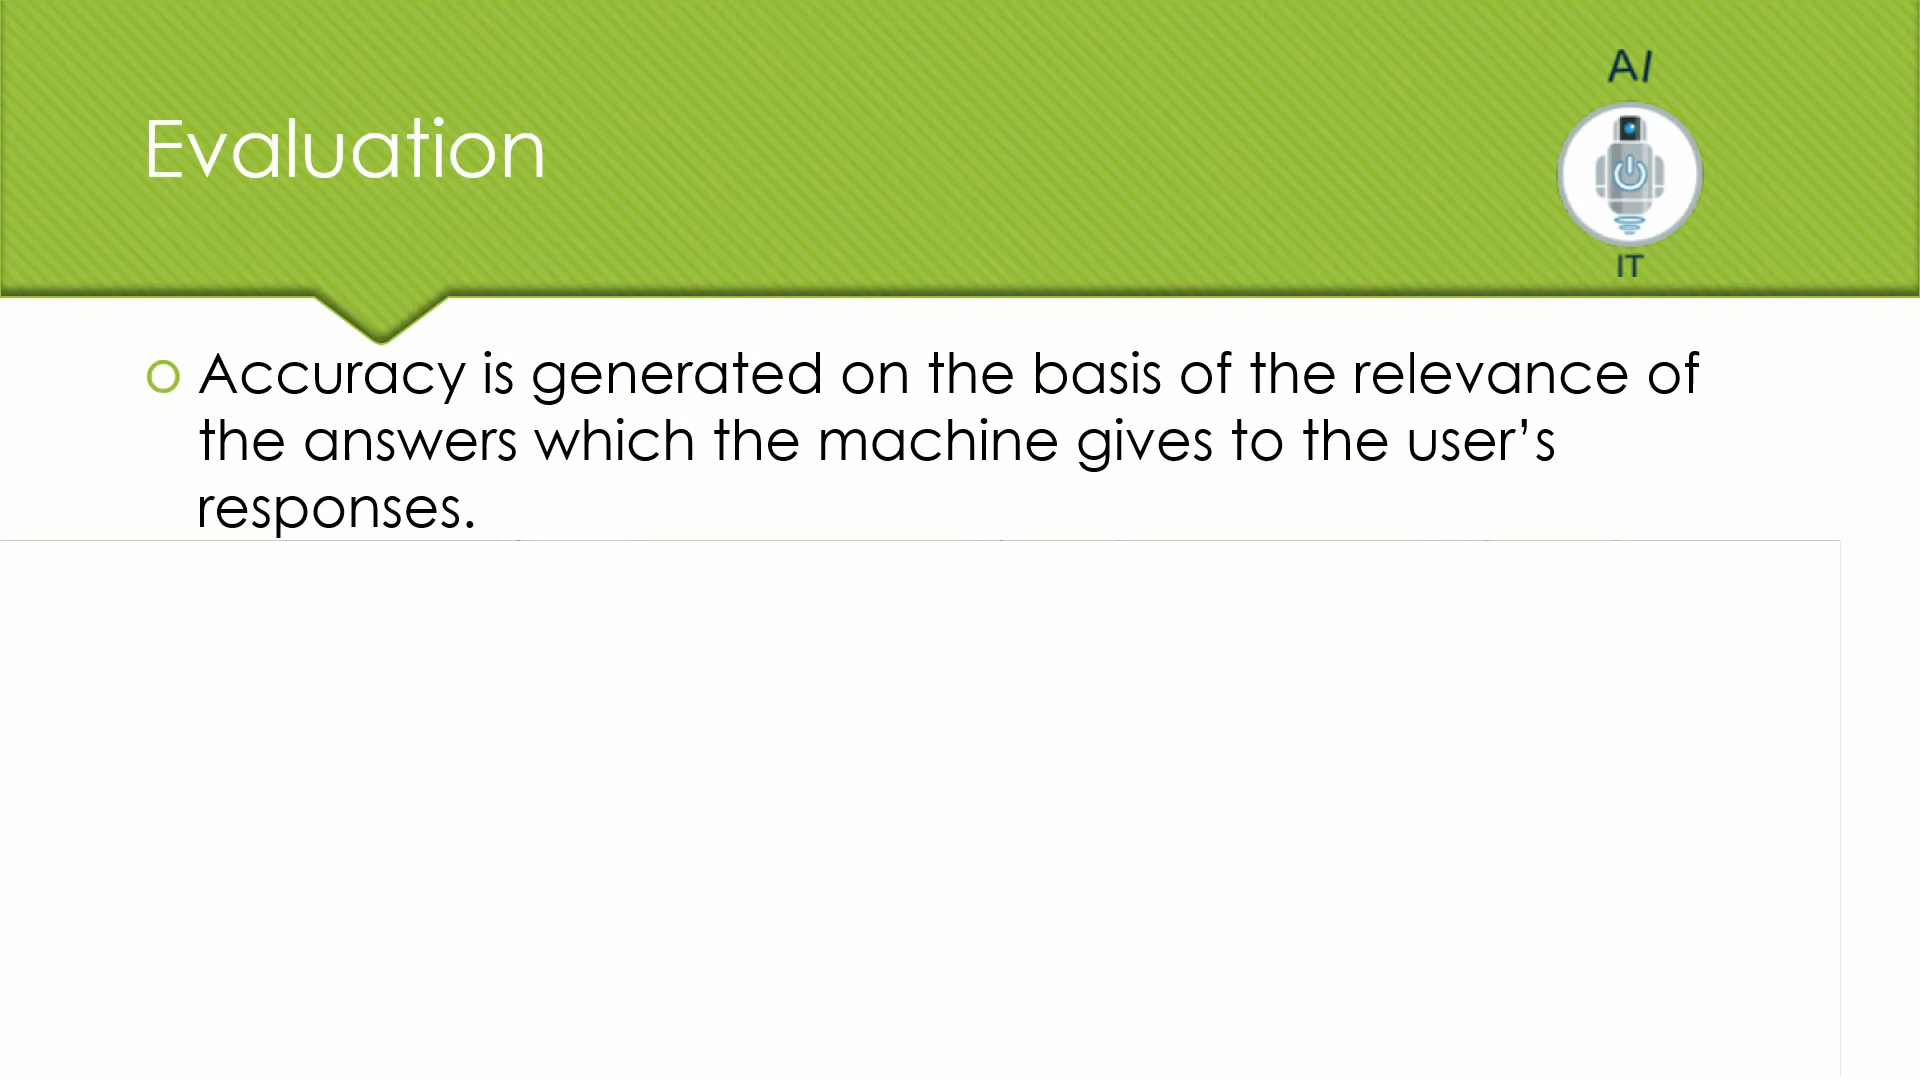 AI
Evaluation
IT
Accuracy is generated on the basis of the relevance of
the answers which the machine gives to the user’s
responses.